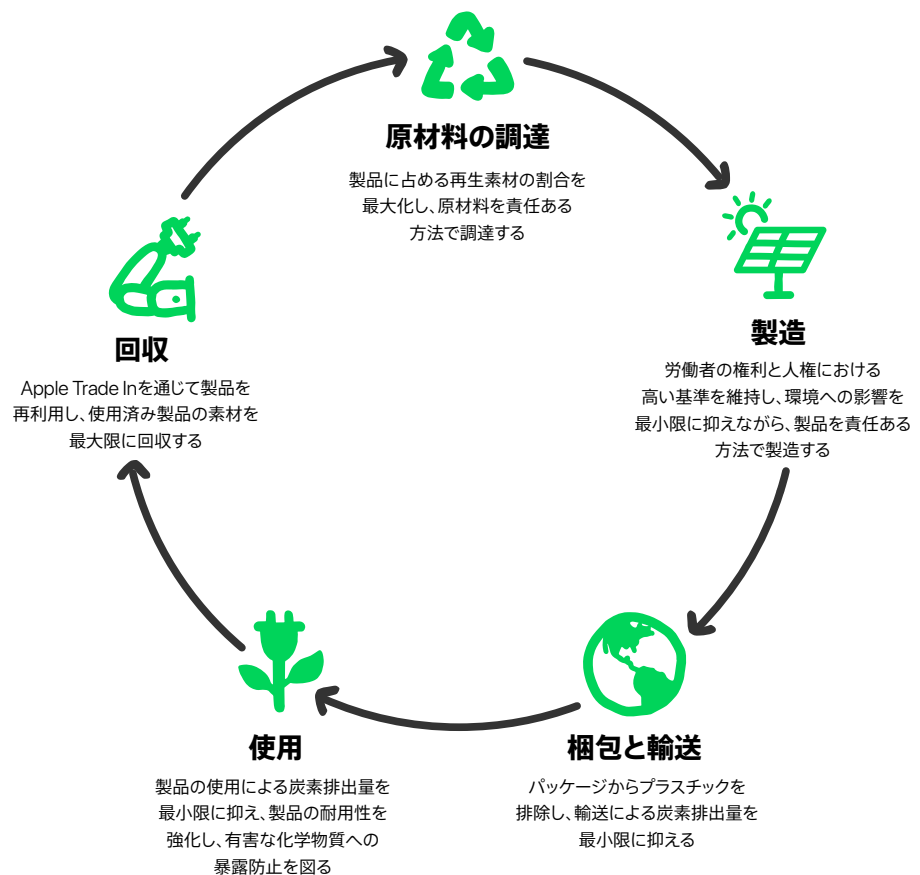 原材料の調達
製品に占める再生素材の割合を
最大化し、原材料を責任ある
方法で調達する
製造
労働者の権利と人権における
高い基準を維持し、環境への影響を
最小限に抑えながら、製品を責任ある
方法で製造する
梱包と輸送
パッケージからプラスチックを
排除し、輸送による炭素排出量を
最小限に抑える
使用
製品の使用による炭素排出量を
最小限に抑え、製品の耐用性を
強化し、有害な化学物質への
暴露防止を図る
回収
Apple Trade Inを通じて製品を
再利用し、使用済み製品の素材を
最大限に回収する